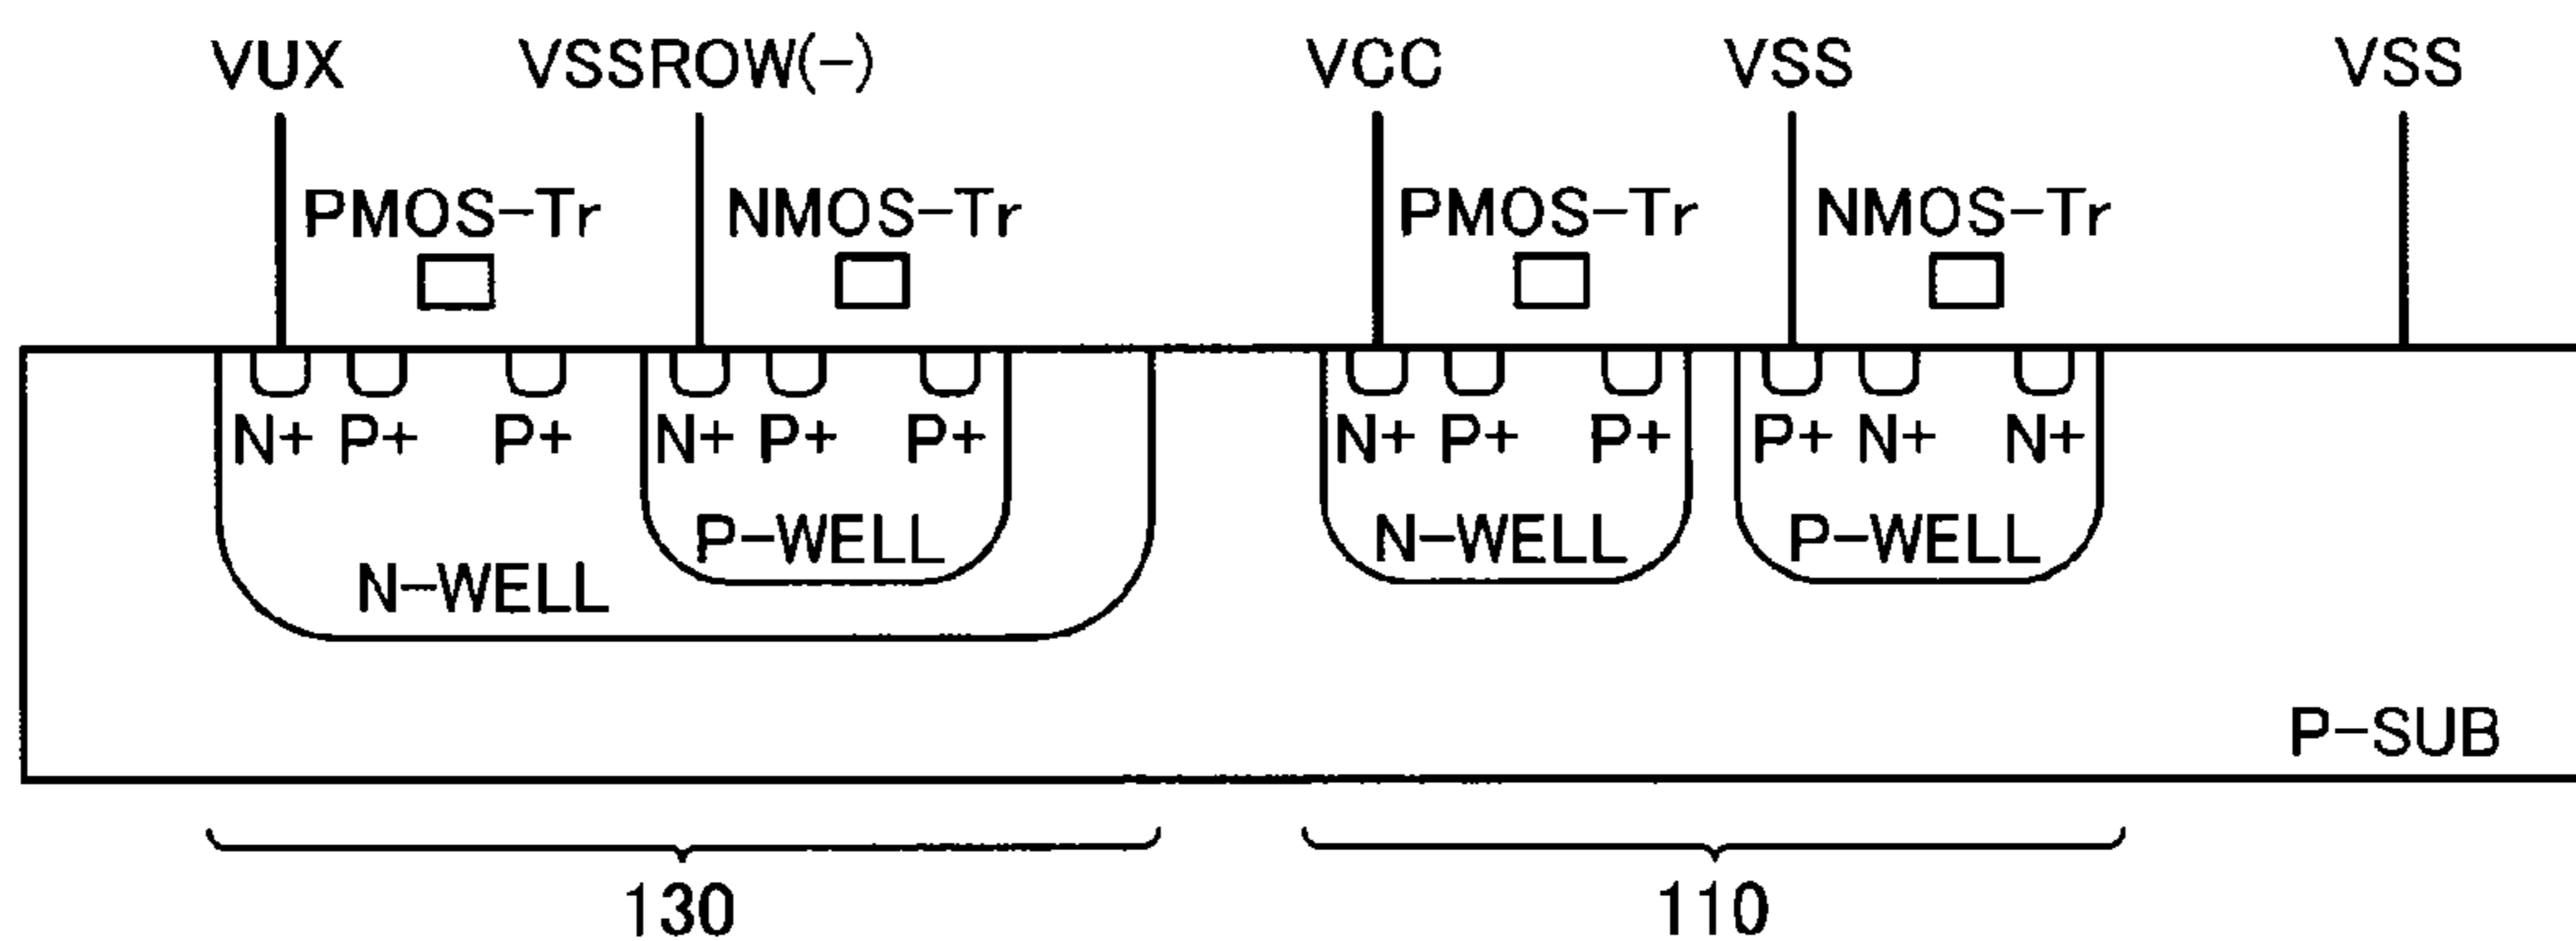 VUX VSSROW(-) VCC VSS VSS
PMOS-Tr NMOS-Tr PMOS-Tr NMOS-Tr
N+ P+ P+ N+ P+ P+ N+ P+ P+ P+ N+ N+
P-WELL N-WELL P-WELL
N-WELL
P-SUB
130 110